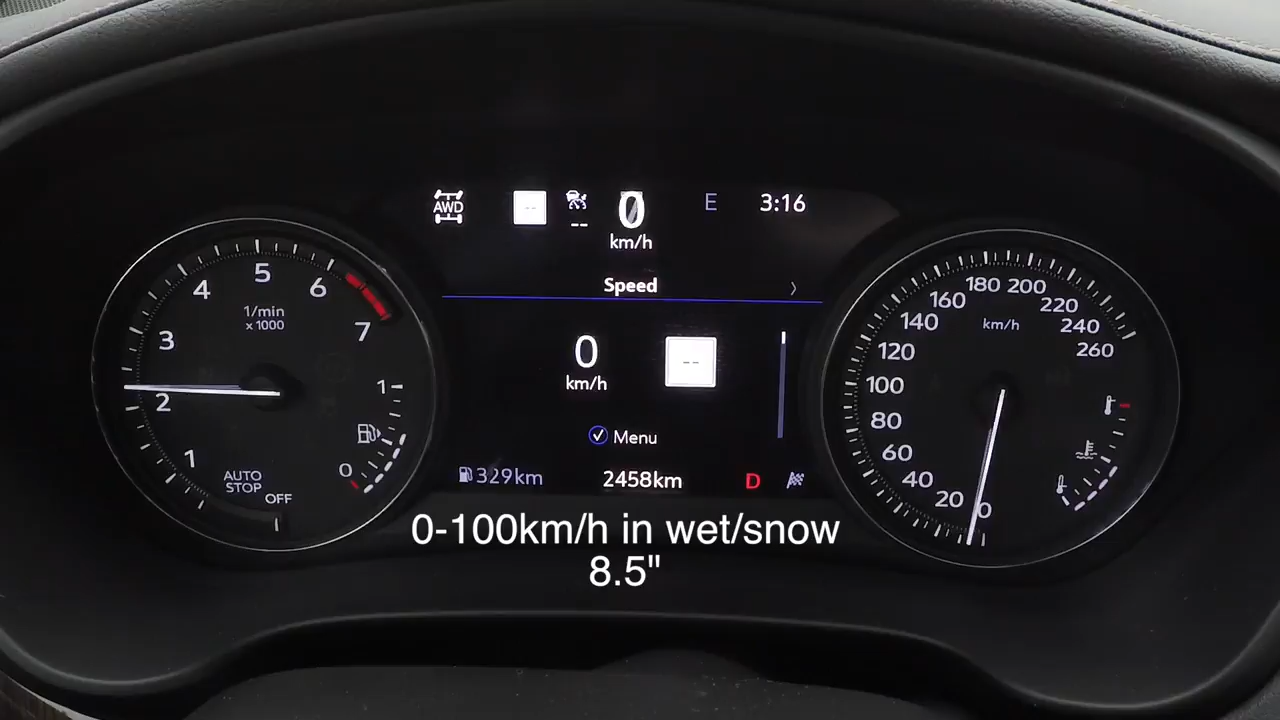 AWD
--
--
0
km/h
E
3:16
Speed
0
km/h
--
Menu
329km
2458km
D
1
2
3
4
5
6
7
1/min
x 1000
1
0
AUTO
STOP
OFF
0
20
40
60
80
100
120
140
160
180
200
220
240
260
km/h
0-100km/h in wet/snow
8.5"